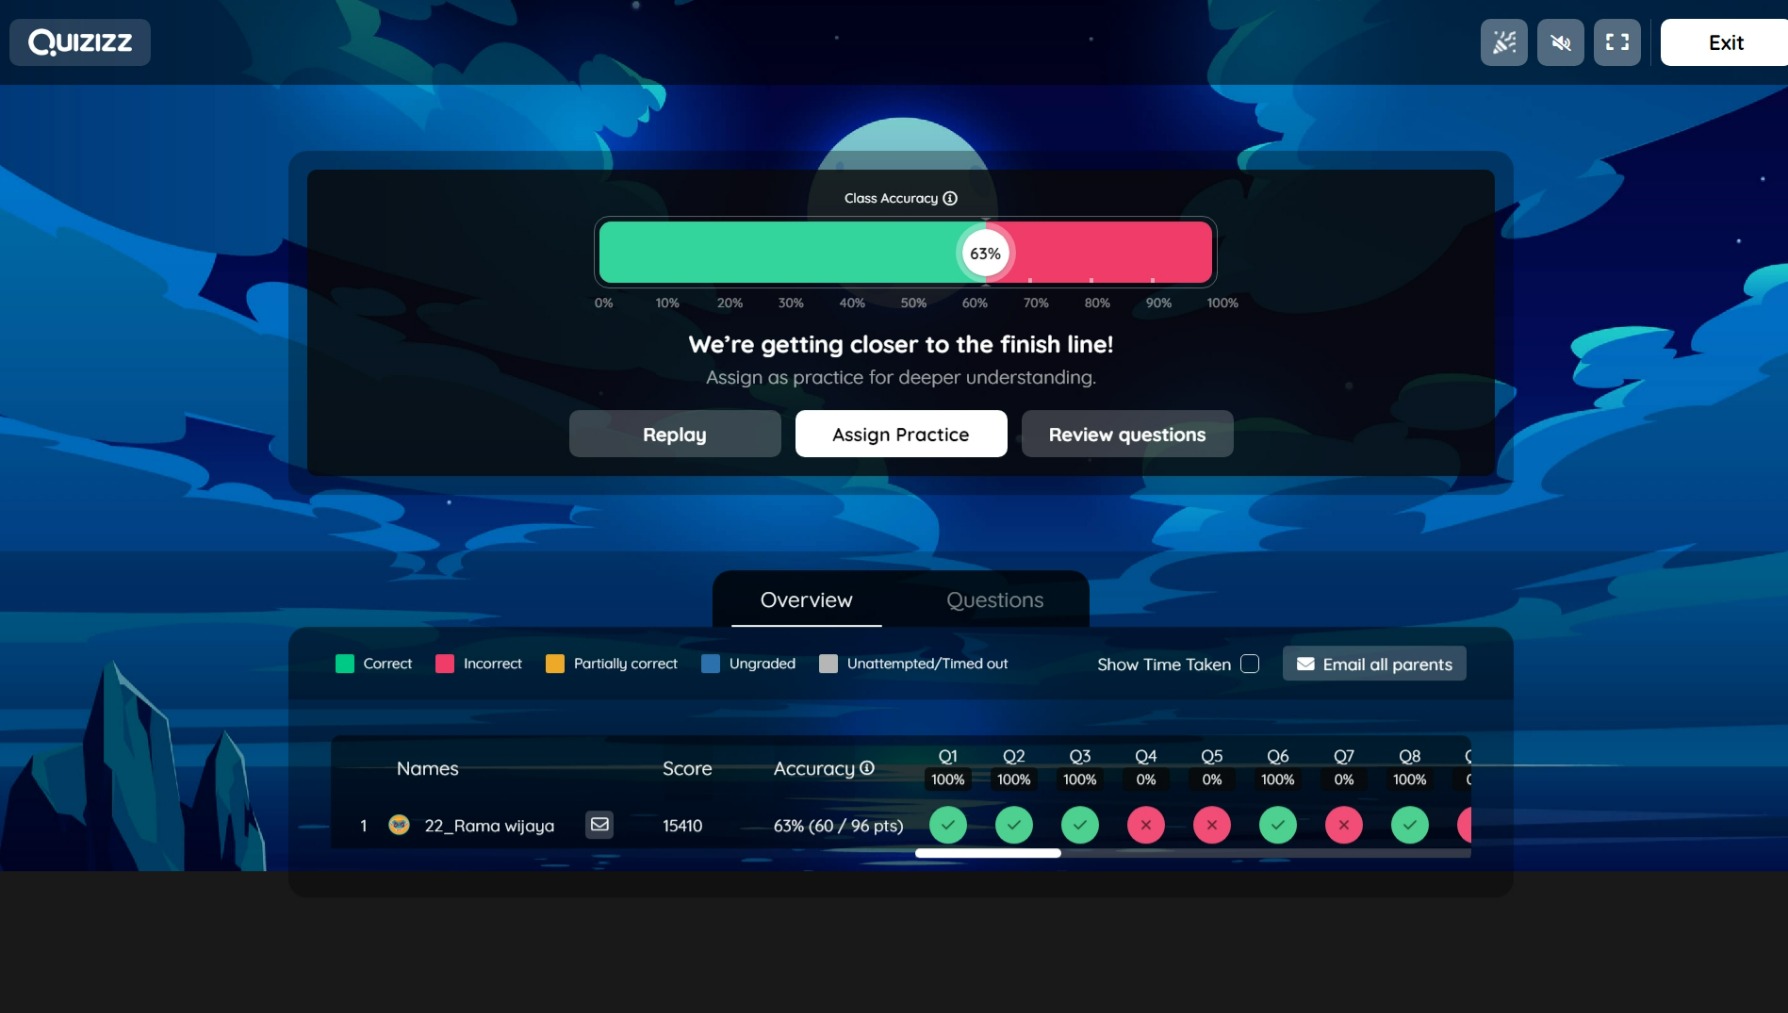 QUIZIZZ
Exit
Class Accuracy
63%
0% 10% 20% 30% 40% 50% 60% 70% 80% 90% 100%
We’re getting closer to the finish line!
Assign as practice for deeper understanding.
Replay Assign Practice Review questions
Overview Questions
Correct Incorrect Partially correct Ungraded Unattempted/Timed out Show Time Taken Email all parents
Names Score Accuracy Q1 Q2 Q3 Q4 Q5 Q6 Q7 Q8
100% 100% 100% 0% 0% 100% 0% 100%
1 22_Rama wijaya 15410 63% (60 / 96 pts)